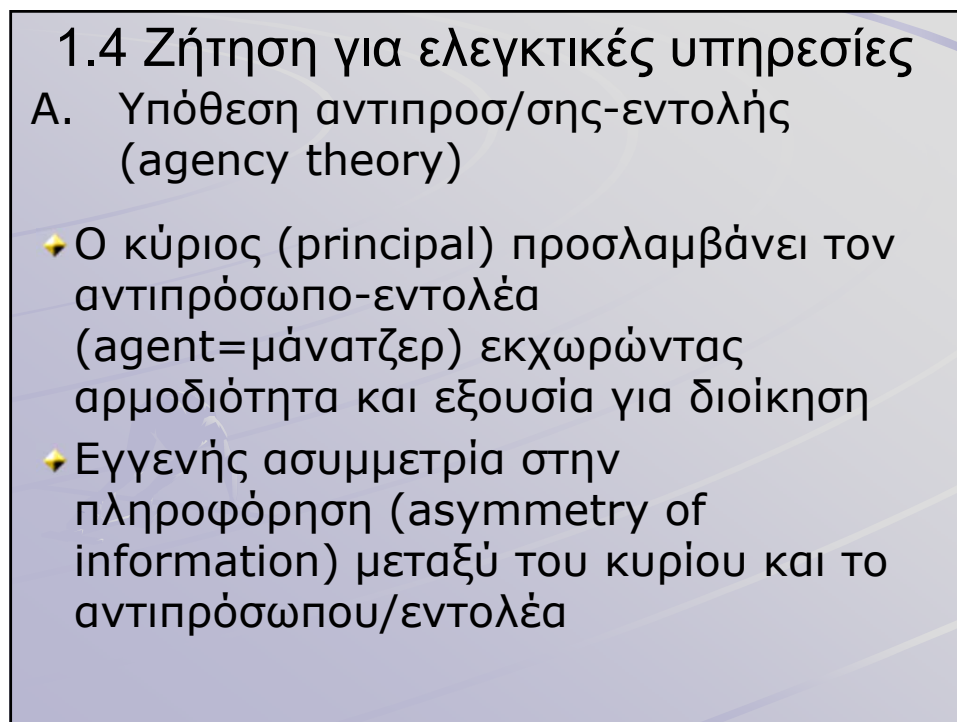 1.4 Ζήτηση για ελεγκτικές υπηρεσίες
Α. Υπόθεση αντιπροσ/σης-εντολής
(agency theory)
Ο κύριος (principal) προσλαμβάνει τον
αντιπρόσωπο-εντολέα
(agent=μάνατζερ) εκχωρώντας
αρμοδιότητα και εξουσία για διοίκηση
Εγγενής ασυμμετρία στην
πληροφόρηση (asymmetry of
information) μεταξύ του κυρίου και το
αντιπρόσωπου/εντολέα